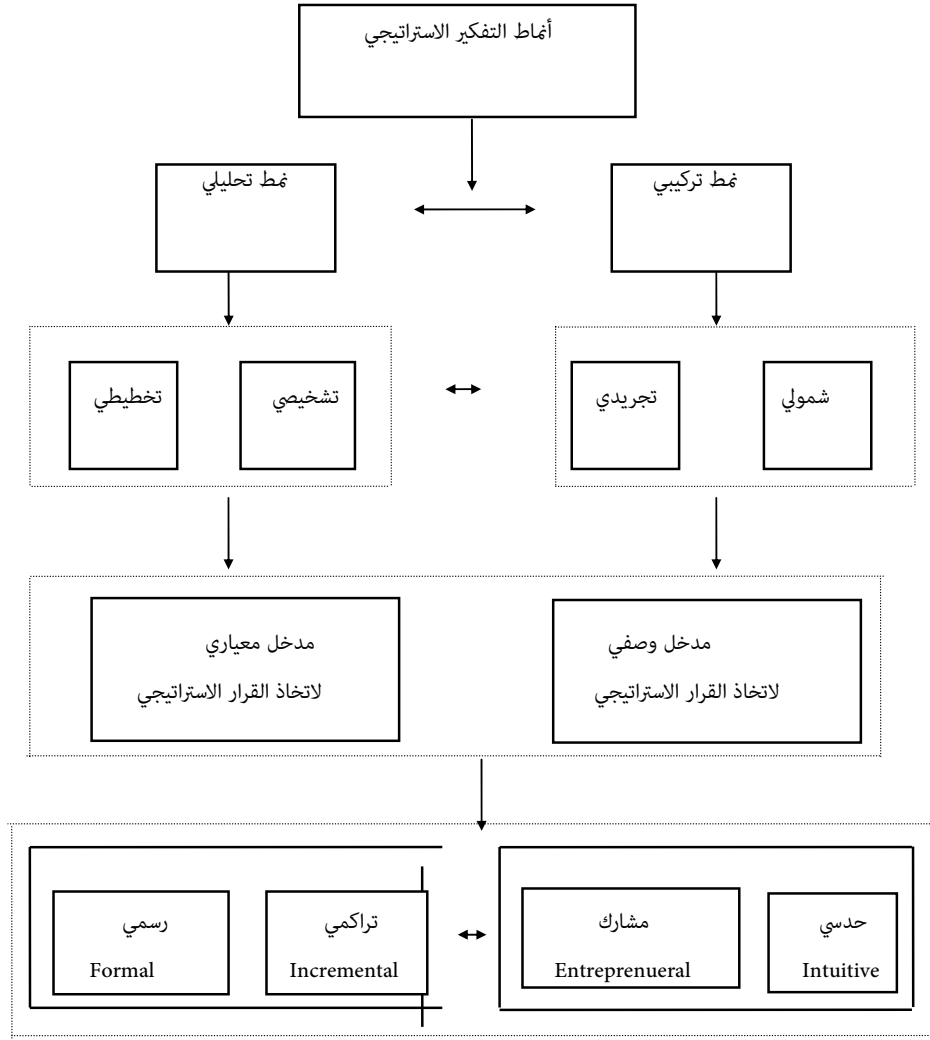 أنماط التفكير الاستراتيجي
نمط تركيبي
نمط تحليلي
شمولي
تجريدي
تشخيصي
تخطيطي
مدخل وصفي
لاتخاذ القرار الاستراتيجي
مدخل معياري
لاتخاذ القرار الاستراتيجي
حدسي
Intuitive
مشارك
Entreprenueral
تراكمي
Incremental
رسمي
Formal